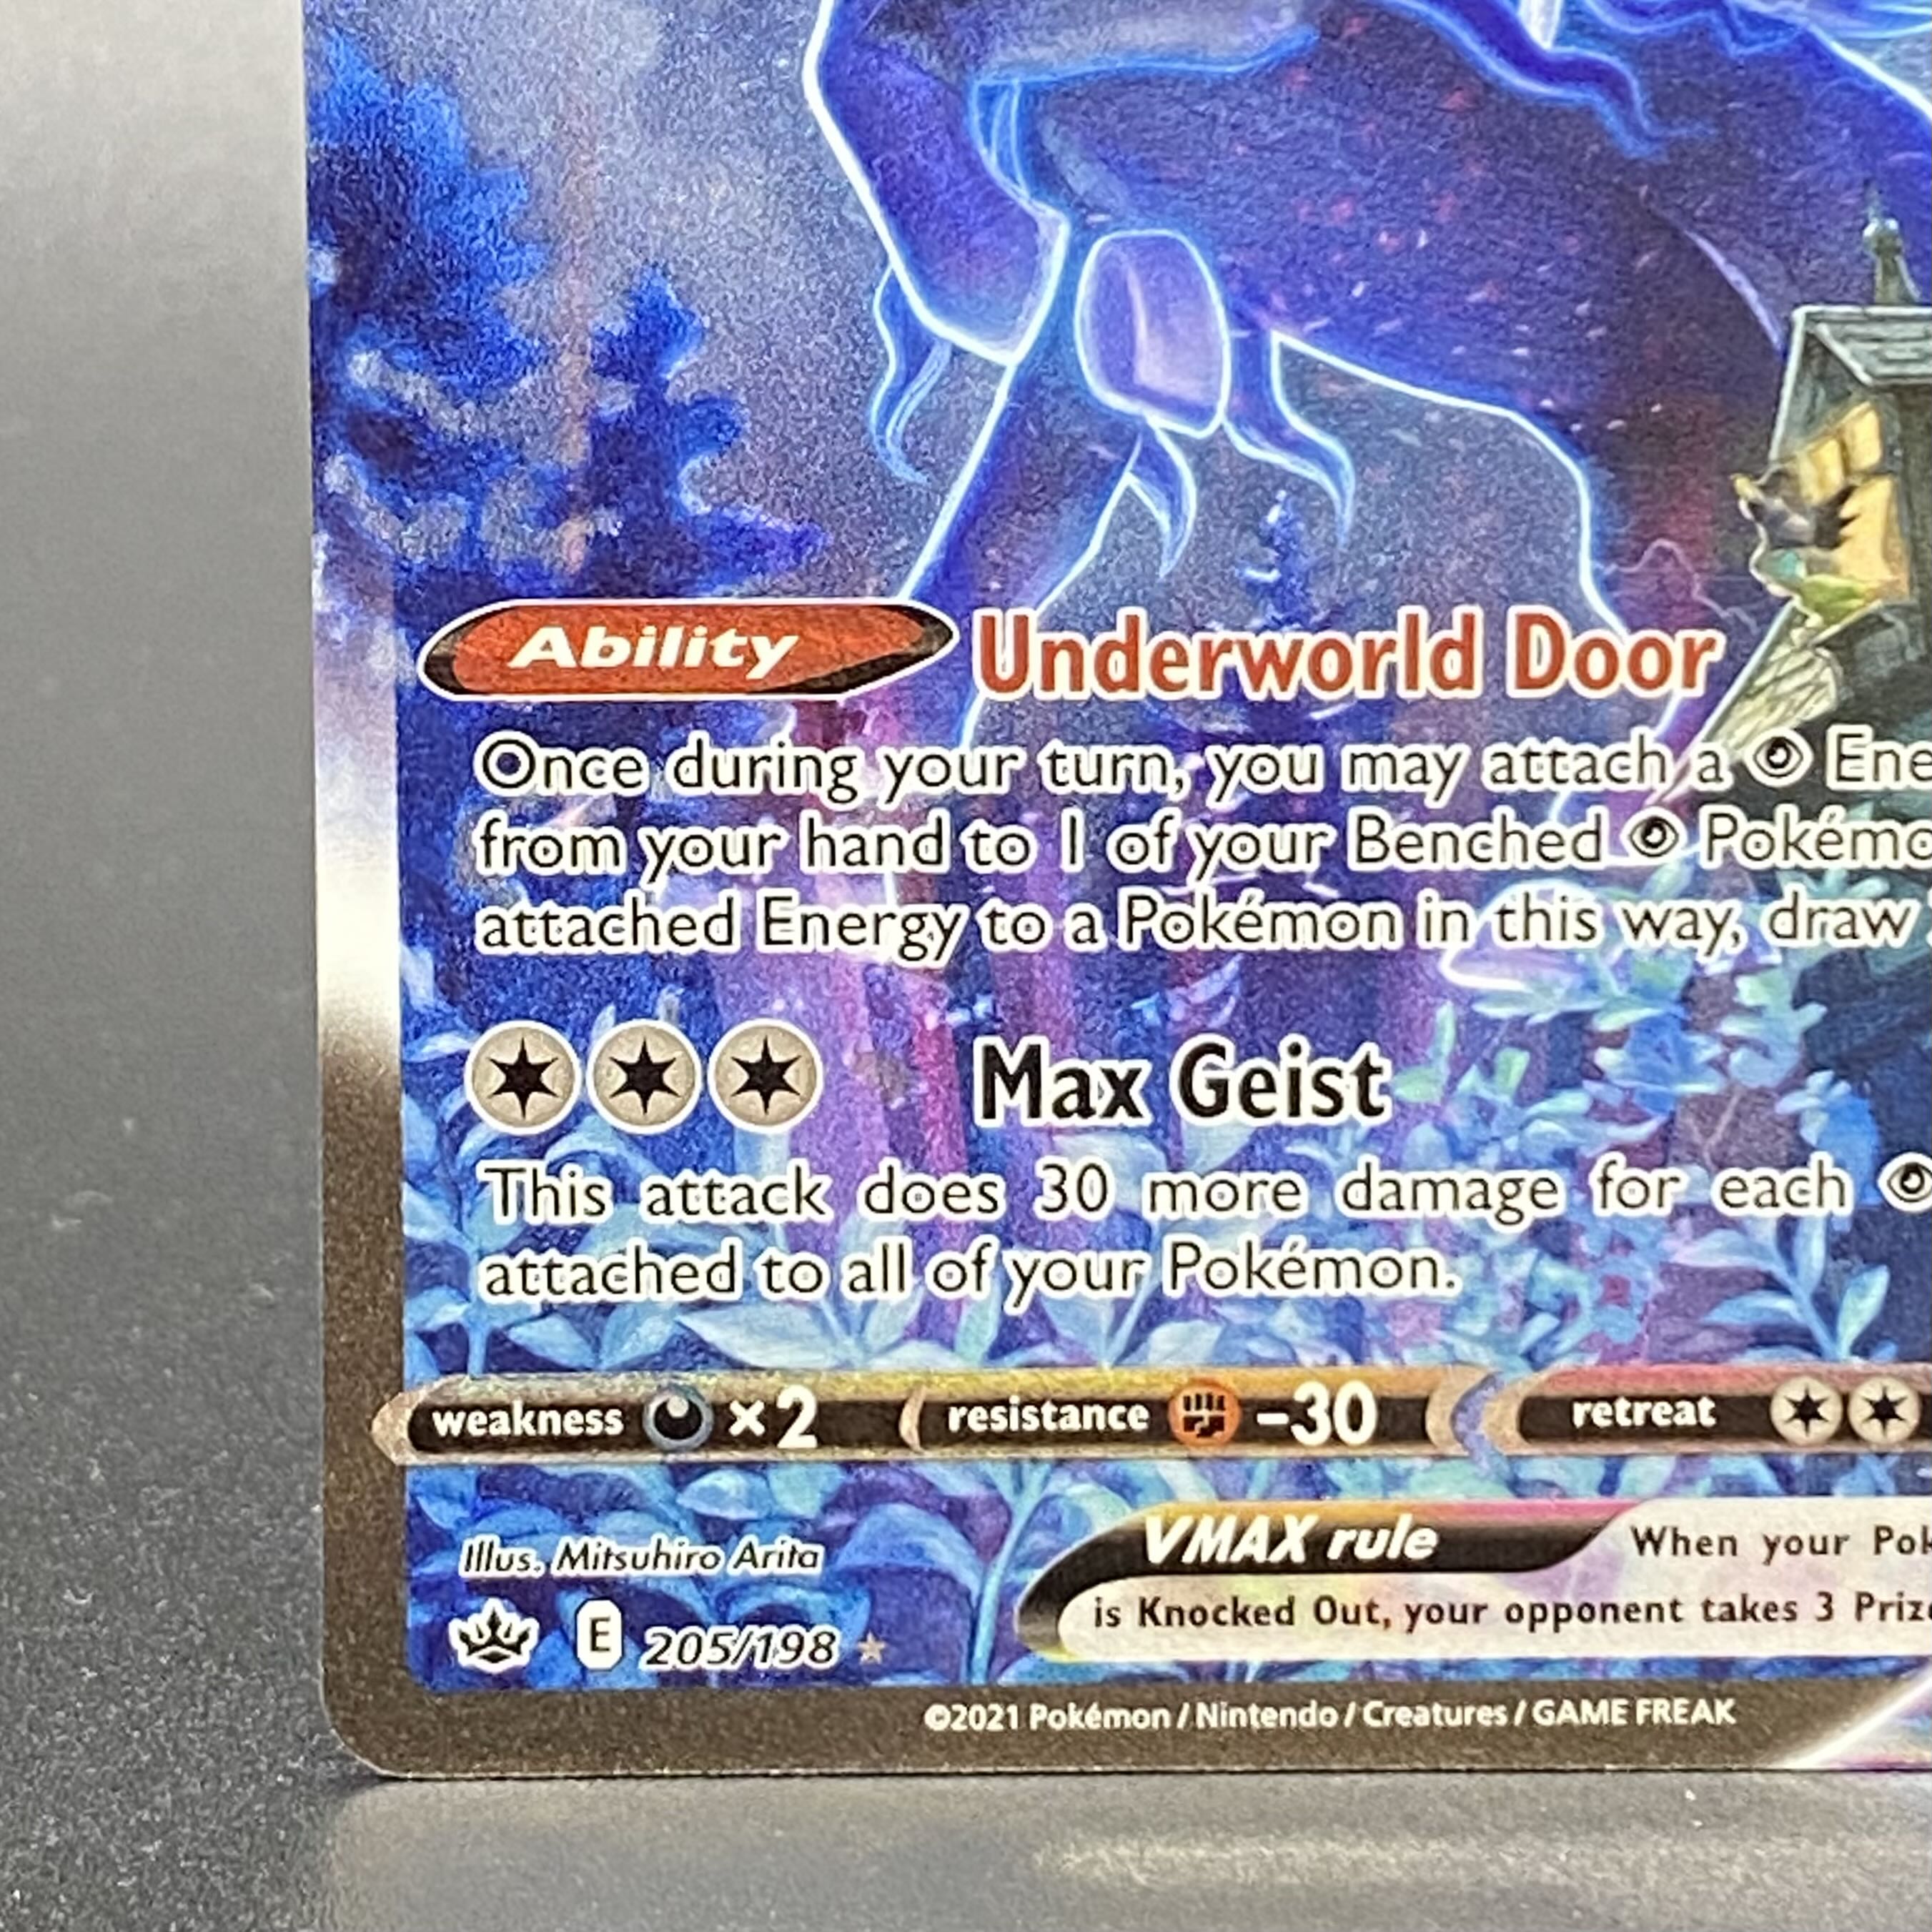 Ability Underworld Door
Once during your turn, you may attach a Ene
from your hand to 1 of your Benched Pokémo
attached Energy to a Pokémon in this way, draw
Max Geist
This attack does 30 more damage for each
attached to all of your Pokémon.
weakness ×2 resistance -30 retreat
Illus. Mitsuhiro Arita
VMAX rule When your Pok
is Knocked Out, your opponent takes 3 Priz
E 205/198
©2021 Pokémon / Nintendo / Creatures / GAME FREAK